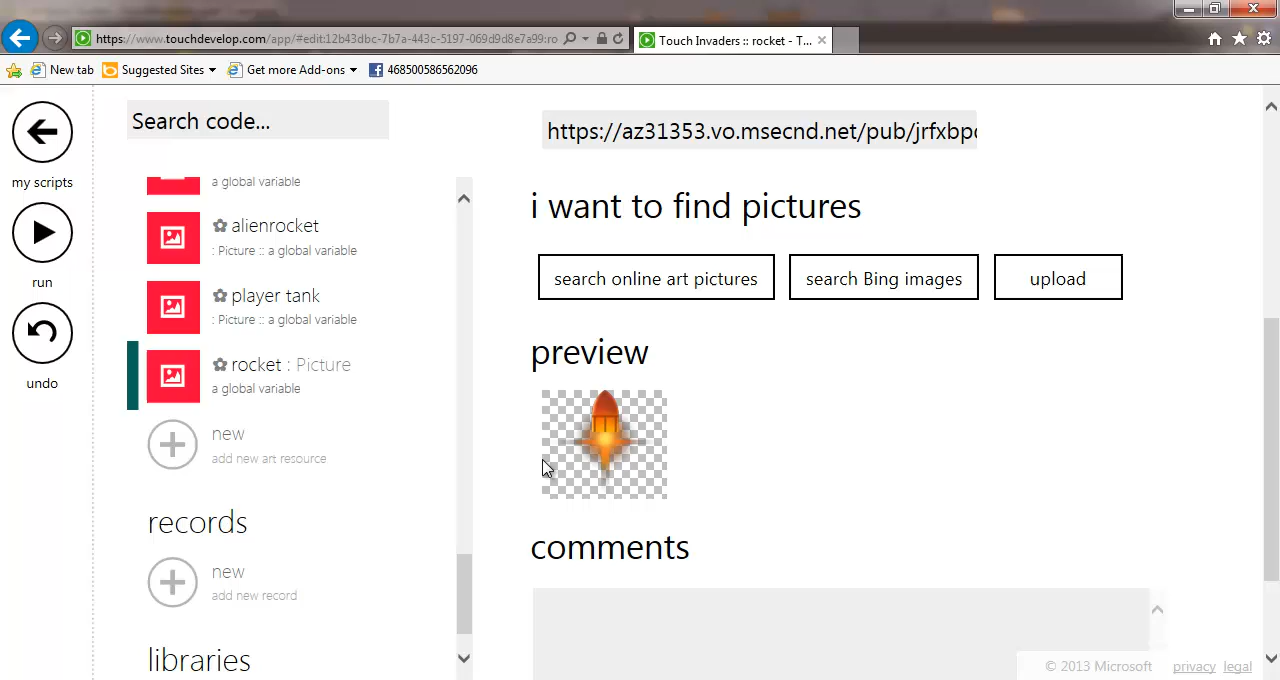 https://www.touchdevelop.com/app/#edit:12b43dbc-7b7a-443c-5197-069d9d8e7a99:ro
Touch Invaders :: rocket - T...
New tab
Suggested Sites
Get more Add-ons
468500586562096
my scripts
run
undo
Search code...
a global variable
alienrocket
: Picture :: a global variable
player tank
: Picture :: a global variable
rocket : Picture
a global variable
new
add new art resource
records
new
add new record
libraries
https://az31353.vo.msecnd.net/pub/jrfxbpc
i want to find pictures
search online art pictures
search Bing images
upload
preview
comments
© 2013 Microsoft
privacy
legal